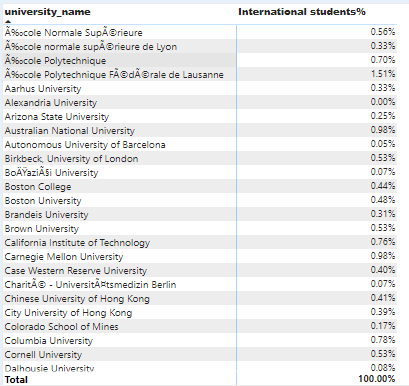 university_name International students%
Ã‰cole Normale SupÃ©rieure 0.56%
Ã‰cole normale supÃ©rieure de Lyon 0.33%
Ã‰cole Polytechnique 0.70%
Ã‰cole Polytechnique FÃ©dÃ©rale de Lausanne 1.51%
Aarhus University 0.33%
Alexandria University 0.00%
Arizona State University 0.25%
Australian National University 0.98%
Autonomous University of Barcelona 0.05%
Birkbeck, University of London 0.53%
BoÄŸaziÃ§i University 0.07%
Boston College 0.44%
Boston University 0.48%
Brandeis University 0.31%
Brown University 0.53%
California Institute of Technology 0.76%
Carnegie Mellon University 0.98%
Case Western Reserve University 0.40%
CharitÃ© - UniversitÃ¤tsmedizin Berlin 0.07%
Chinese University of Hong Kong 0.41%
City University of Hong Kong 0.39%
Colorado School of Mines 0.17%
Columbia University 0.78%
Cornell University 0.53%
Dalhousie University 0.08%
Total 100.00%